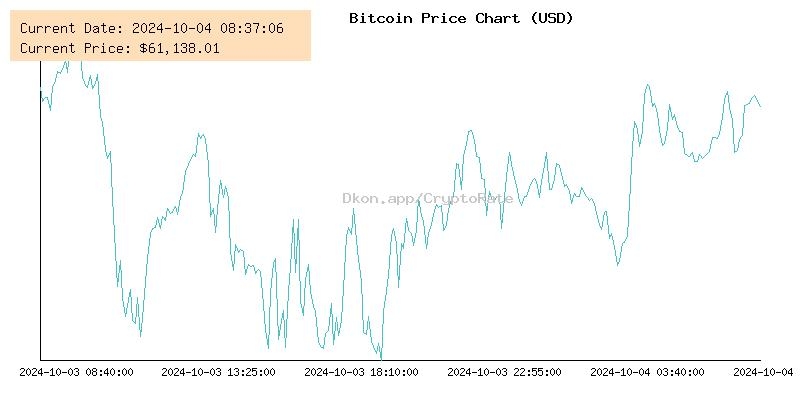 Bitcoin Price Chart (USD)
Current Date: 2024-10-04 08:37:06
Current Price: $61,138.01
Dkon.app/CryptoRate
2024-10-03 08:40:00 2024-10-03 13:25:00 2024-10-03 18:10:00 2024-10-03 22:55:00 2024-10-04 03:40:00 2024-10-04